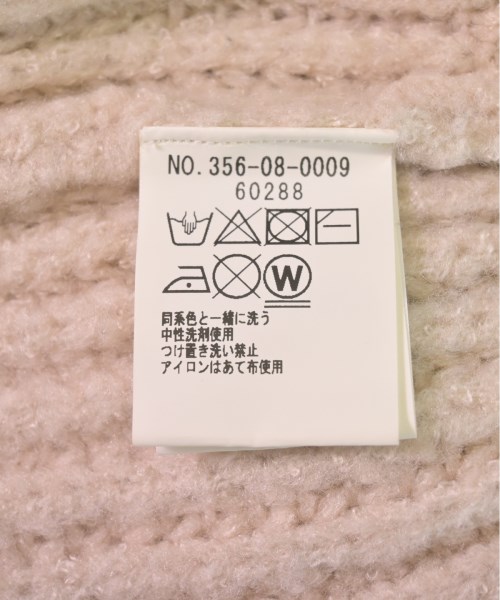 NO. 356-08-0009
60288
W
同系色と一緒に洗う
中性洗剤使用
つけ置き洗い禁止
アイロンはあて布使用